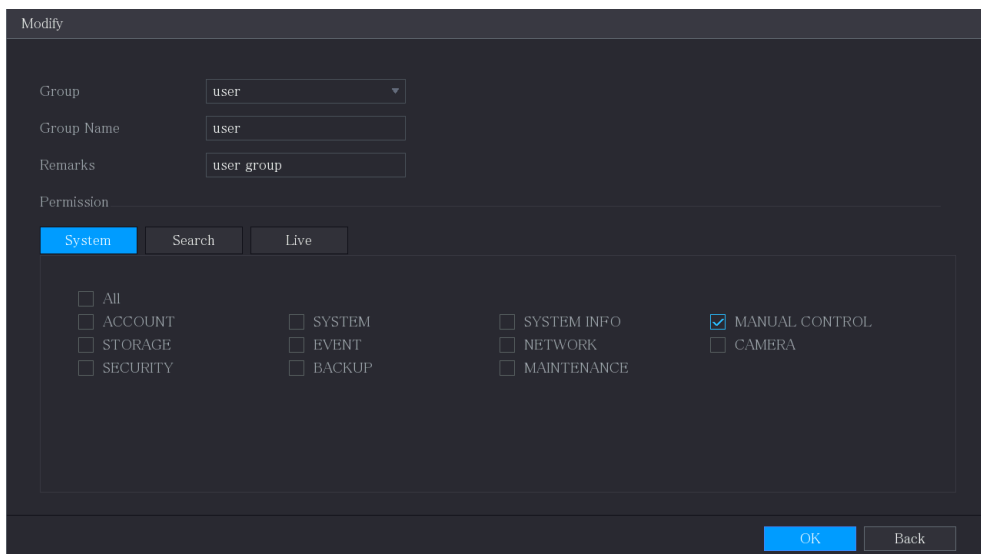 Modify
Group user
Group Name user
Remarks user group
Permission
System Search Live
All
ACCOUNT SYSTEM SYSTEM INFO MANUAL CONTROL
STORAGE EVENT NETWORK CAMERA
SECURITY BACKUP MAINTENANCE
OK Back